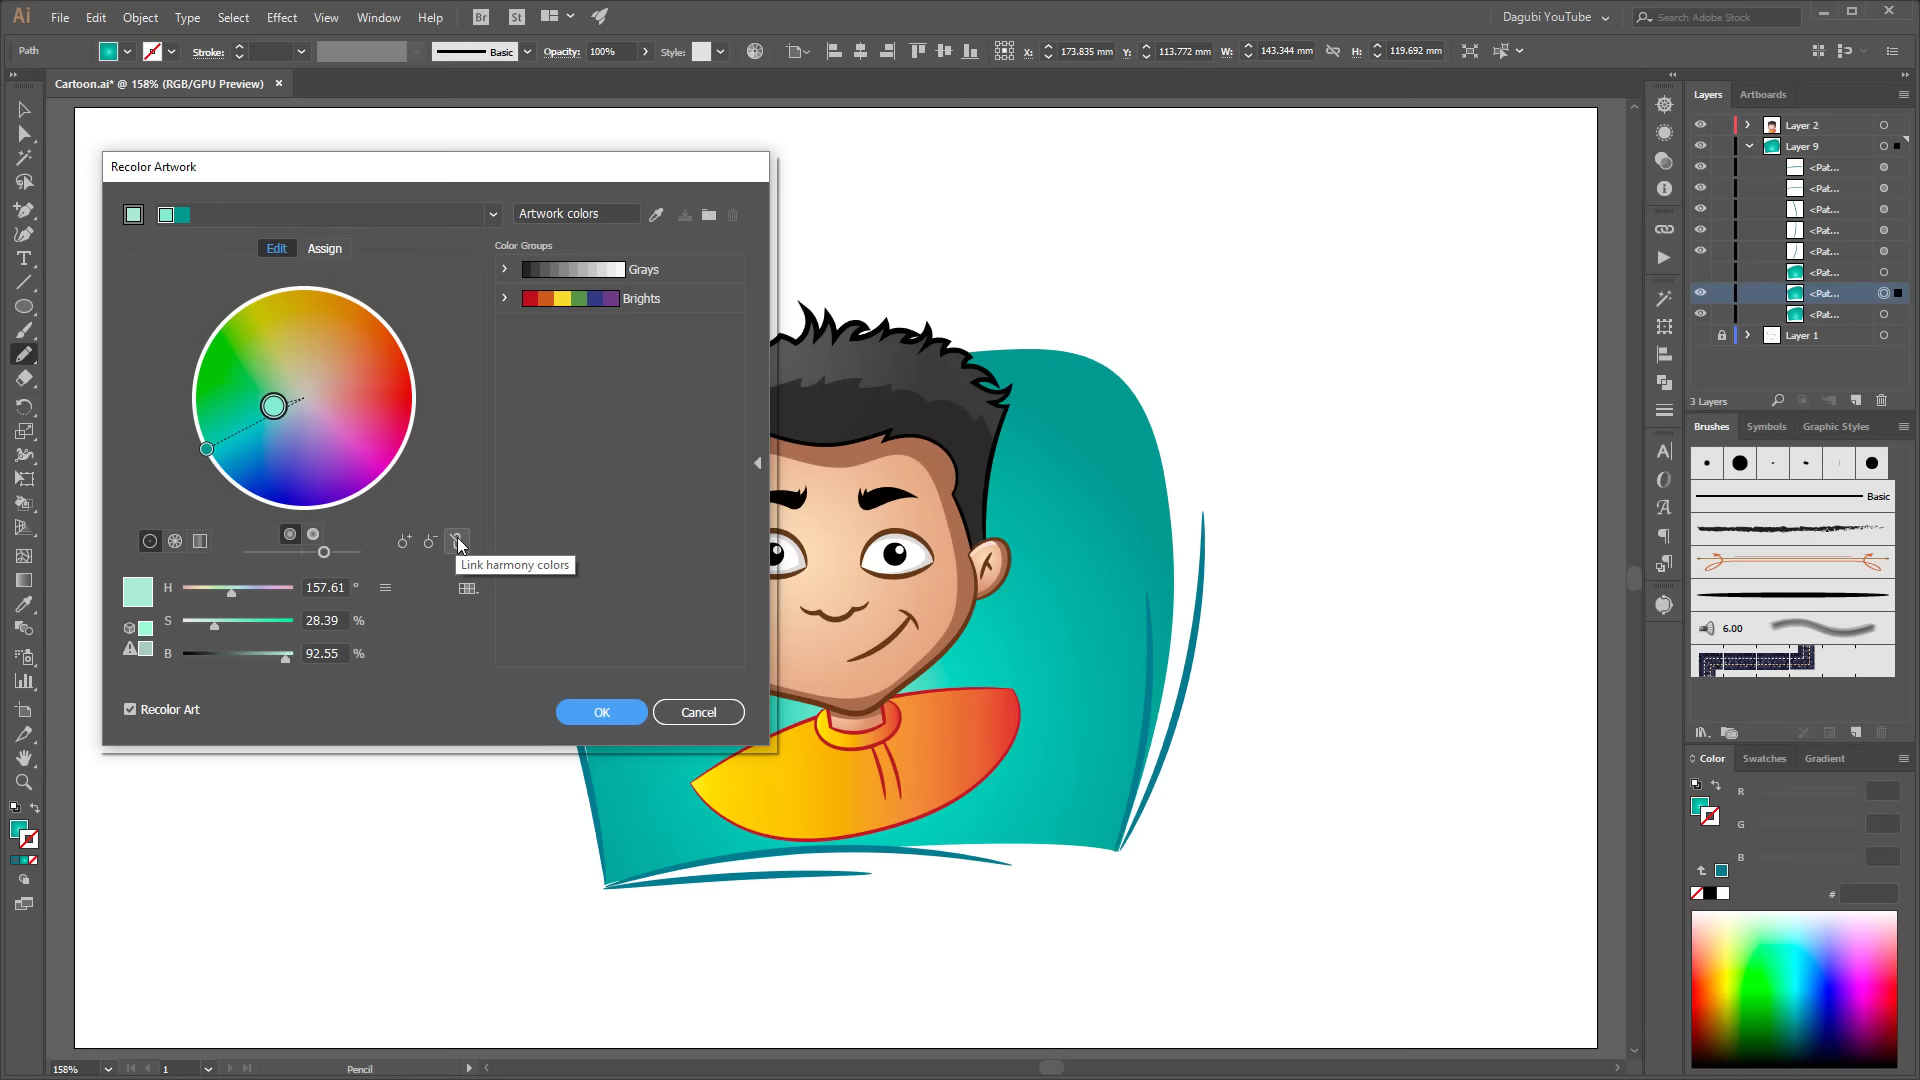 Ai File Edit Object Type Select Effect View Window Help Br St Dagubi YouTube Search Adobe Stock
Path Stroke: Basic Opacity: 100% Style: X: 173.835 mm Y: 113.772 mm W: 143.344 mm H: 119.692 mm
Cartoon.ai* @ 158% (RGB/GPU Preview)
Recolor Artwork
Artwork colors
Edit Assign
Color Groups
Grays
Brights
Link harmony colors
H 157.61 °
S 28.39 %
B 92.55 %
Recolor Art
OK Cancel
Layers Artboards
Layer 2
Layer 9
<Pat...
<Pat...
<Pat...
<Pat...
<Pat...
<Pat...
<Pat...
<Pat...
Layer 1
3 Layers
Brushes Symbols Graphic Styles
Basic
6.00
Color Swatches Gradient
R
G
B
#
158% 1 Pencil